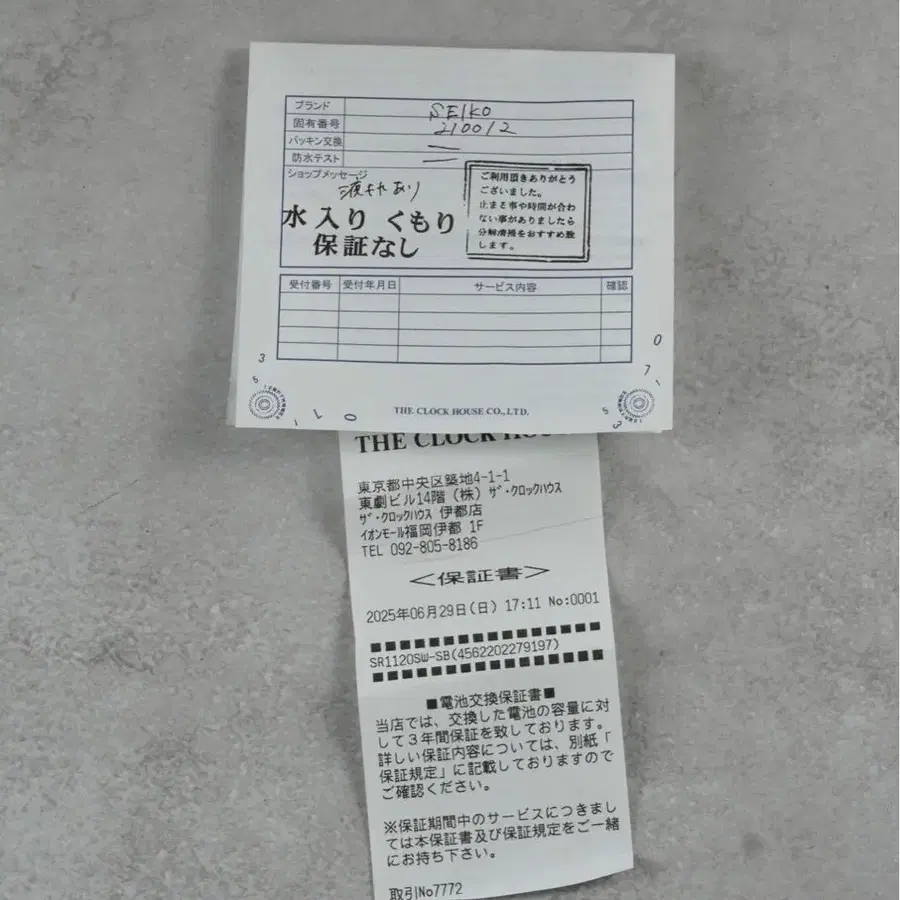 ブランド SEIKO
固有番号 210012
パッキン交換
防水テスト
ショップメッセージ
液もれあり
水入り くもり
保証なし
ご利用頂きありがとう
ございました。
止まる事や時間が合わ
ない事がありましたら
分解清掃をおすすめ致
します。
受付番号 受付年月日 サービス内容 確認
THE CLOCK HOUSE CO.,LTD.
THE CLOCK
東京都中央区築地4-1-1
東劇ビル14階（株）ザ・クロックハウス
ザ・クロックハウス 伊都店
イオンモール福岡伊都 1F
TEL 092-805-8186
＜保証書＞
2025年06月29日(日) 17:11 No:0001
SR1120SW-SB(4562202279197)
■電池交換保証書■
当店では、交換した電池の容量に対
して３年間保証を致しております。
詳しい保証内容については、別紙「
保証規定」に記載しておりますので
ご確認ください。
※保証期間中のサービスにつきまし
ては本保証書及び保証規定をご一緒
にお持ち下さい。
取引No7772